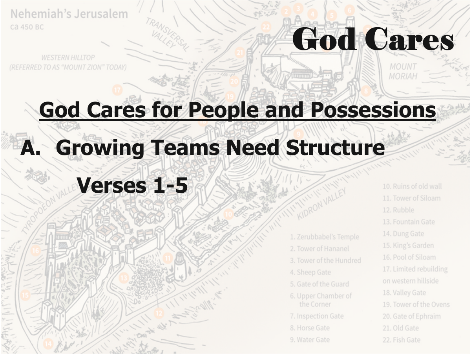 Nehemiah's Jerusalem
CA 450 BC
God Cares
TRANSVERSAL
VALLEY
WESTERN HILLTOP
(REFERRED TO AS "MOUNT ZION" TODAY)
MOUNT
MORIAH
God Cares for People and Possessions
A. Growing Teams Need Structure
Verses 1-5
TYROPOEON VALLEY
KIDRON VALLEY
1. Zerubbabel's Temple
2. Tower of Hananel
3. Tower of the Hundred
4. Sheep Gate
5. Gate of the Guard
6. Upper Chamber of
the Corner
7. Inspection Gate
8. Horse Gate
9. Water Gate
10. Ruins of old wall
11. Tower of Siloam
12. Rubble
13. Fountain Gate
14. Dung Gate
15. King's Garden
16. Pool of Siloam
17. Limited rebuilding
on western hillside
18. Valley Gate
19. Tower of the Ovens
20. Gate of Ephraim
21. Old Gate
22. Fish Gate